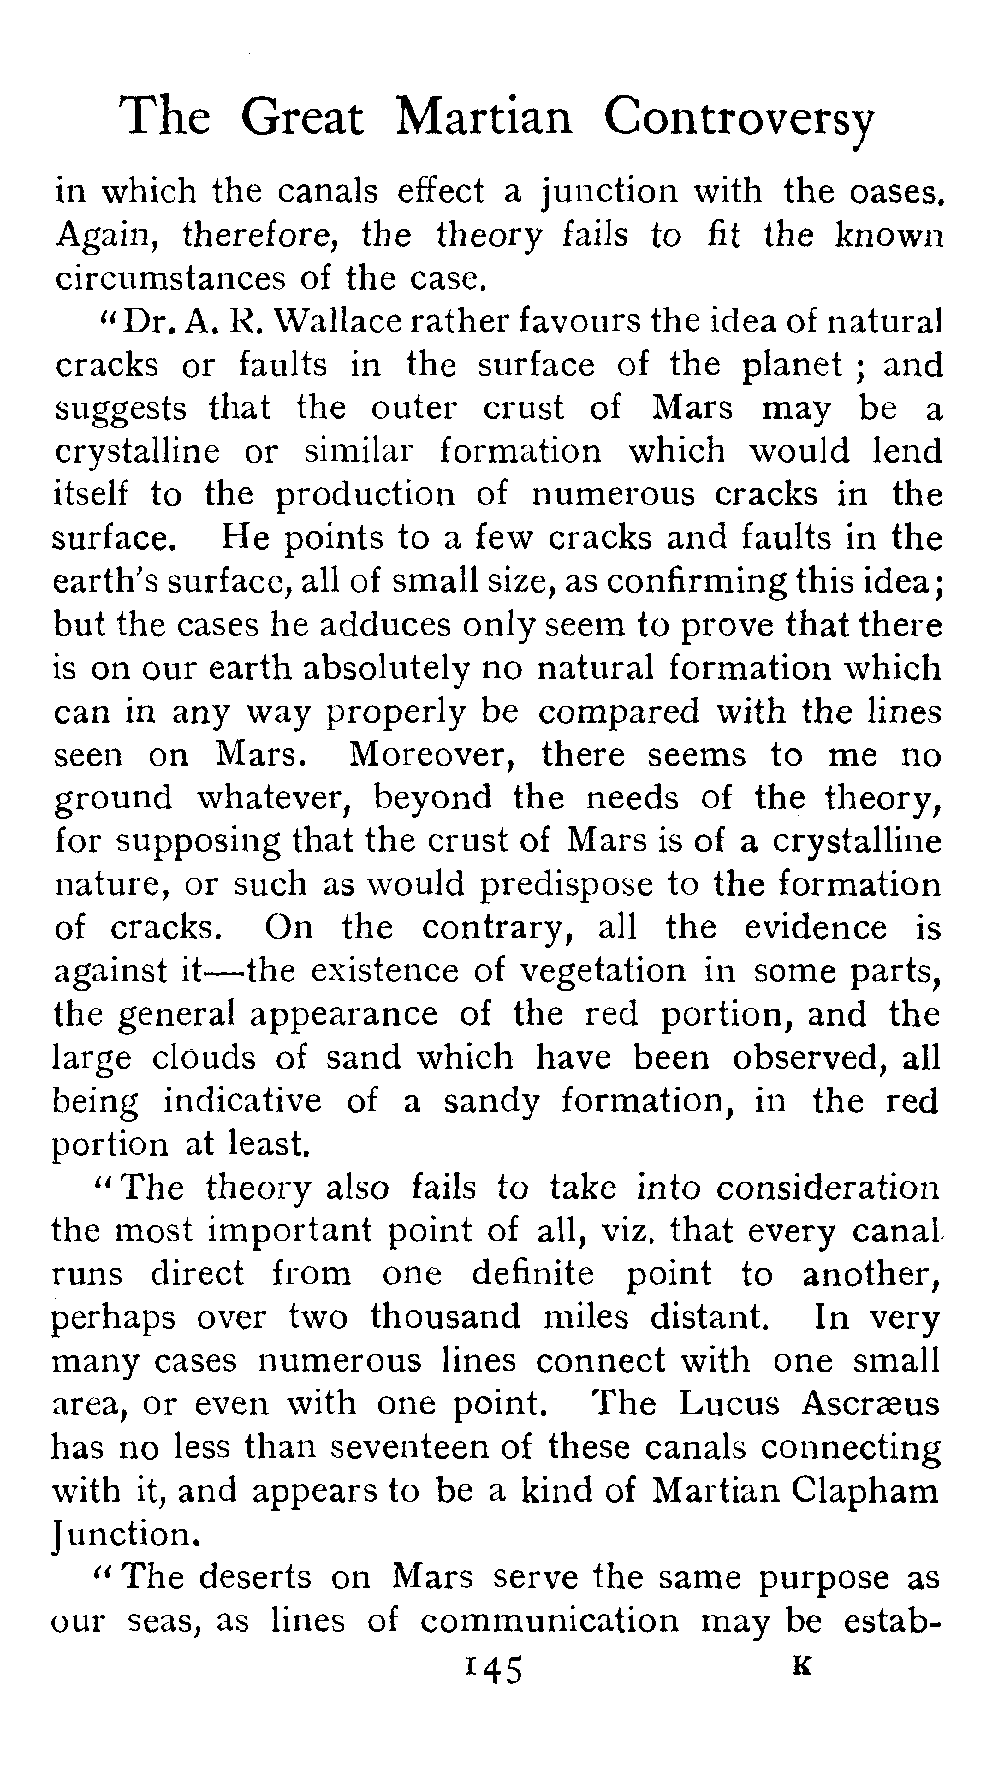 The Great Martian Controversy
in which the canals effect a junction with the oases.
Again, therefore, the theory fails to fit the known
circumstances of the case.
“Dr. A. R. Wallace rather favours the idea of natural
cracks or faults in the surface of the planet ; and
suggests that the outer crust of Mars may be a
crystalline or similar formation which would lend
itself to the production of numerous cracks in the
surface. He points to a few cracks and faults in the
earth's surface, all of small size, as confirming this idea;
but the cases he adduces only seem to prove that there
is on our earth absolutely no natural formation which
can in any way properly be compared with the lines
seen on Mars. Moreover, there seems to me no
ground whatever, beyond the needs of the theory,
for supposing that the crust of Mars is of a crystalline
nature, or such as would predispose to the formation
of cracks. On the contrary, all the evidence is
against it—the existence of vegetation in some parts,
the general appearance of the red portion, and the
large clouds of sand which have been observed, all
being indicative of a sandy formation, in the red
portion at least.
“The theory also fails to take into consideration
the most important point of all, viz. that every canal
runs direct from one definite point to another,
perhaps over two thousand miles distant. In very
many cases numerous lines connect with one small
area, or even with one point. The Lucus Ascræus
has no less than seventeen of these canals connecting
with it, and appears to be a kind of Martian Clapham
Junction.
“The deserts on Mars serve the same purpose as
our seas, as lines of communication may be estab-
145 K